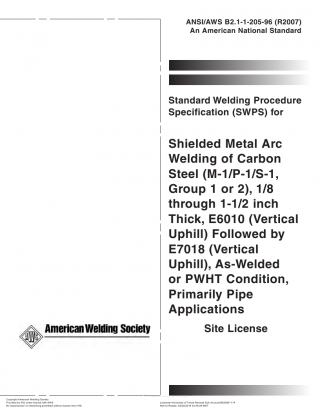 ANSI/AWS B2.1-1-205-96 (R2007)
An American National Standard
Standard Welding Procedure
Specification (SWPS) for
Shielded Metal Arc
Welding of Carbon
Steel (M-1/P-1/S-1,
Group 1 or 2), 1/8
through 1-1/2 inch
Thick, E6010 (Vertical
Uphill) Followed by
E7018 (Vertical
Uphill), As-Welded
or PWHT Condition,
Primarily Pipe
Applications
Site License
American Welding Society